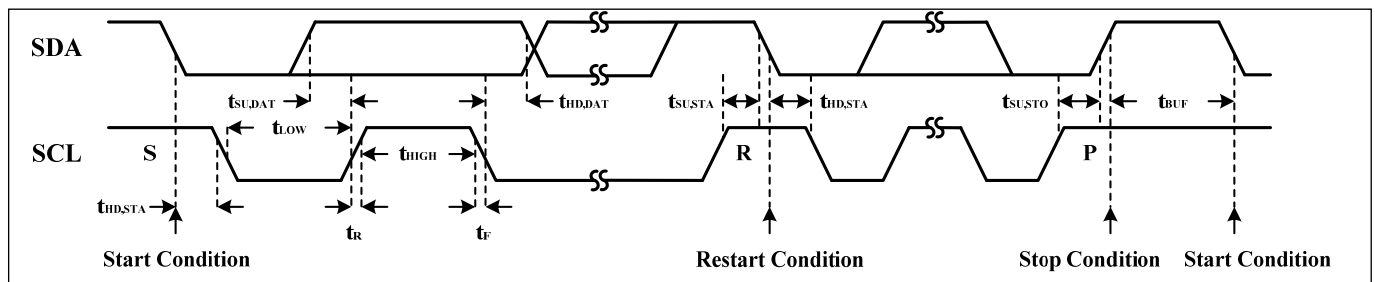 SDA
tSU,DAT
tHD,DAT
tSU,STA
tHD,STA
tSU,STO
tBUF
tLOW
SCL
S
tHIGH
R
P
tHD,STA
tR
tF
Start Condition
Restart Condition
Stop Condition
Start Condition